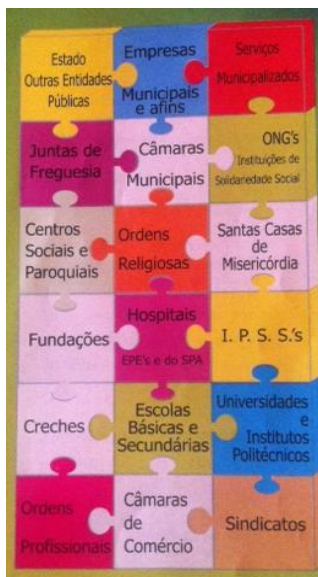 Estado
Outras Entidades
Públicas
Empresas
Municipais
e afins
Serviços
Municipalizados
Juntas de
Freguesia
Câmaras
Municipais
ONG's
Instituições de
Solidariedade Social
Centros
Sociais e
Paroquiais
Ordens
Religiosas
Santas Casas
de
Misericórdia
Fundações
Hospitais
EPE's e do SPA
I. P. S. S.'s
Creches
Escolas
Básicas e
Secundárias
Universidades
e
Institutos
Politécnicos
Ordens
Profissionais
Câmaras
de
Comércio
Sindicatos